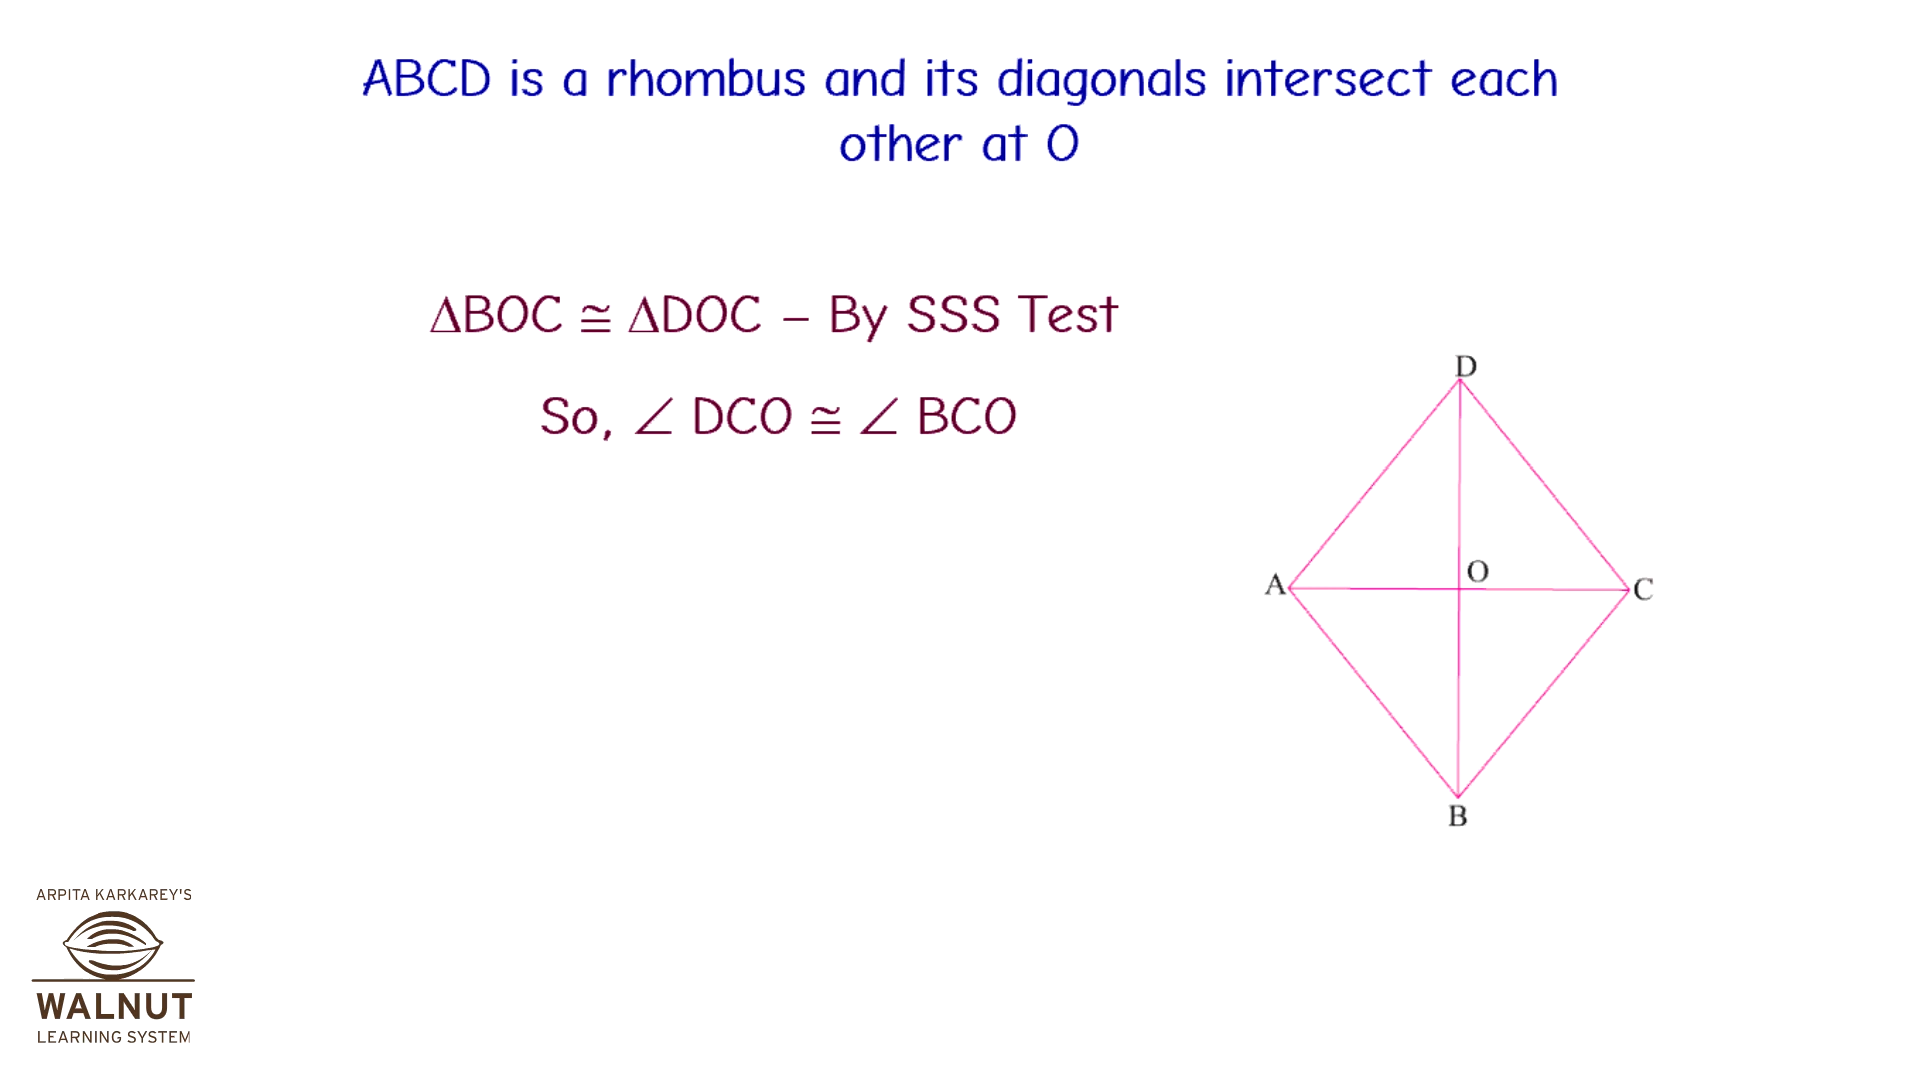 ABCD is a rhombus and its diagonals intersect each
other at O
ΔBOC ≅ ΔDOC – By SSS Test
So, ∠ DCO ≅ ∠ BCO
D
O
A
C
B
ARPITA KARKAREY'S
WALNUT
LEARNING SYSTEM